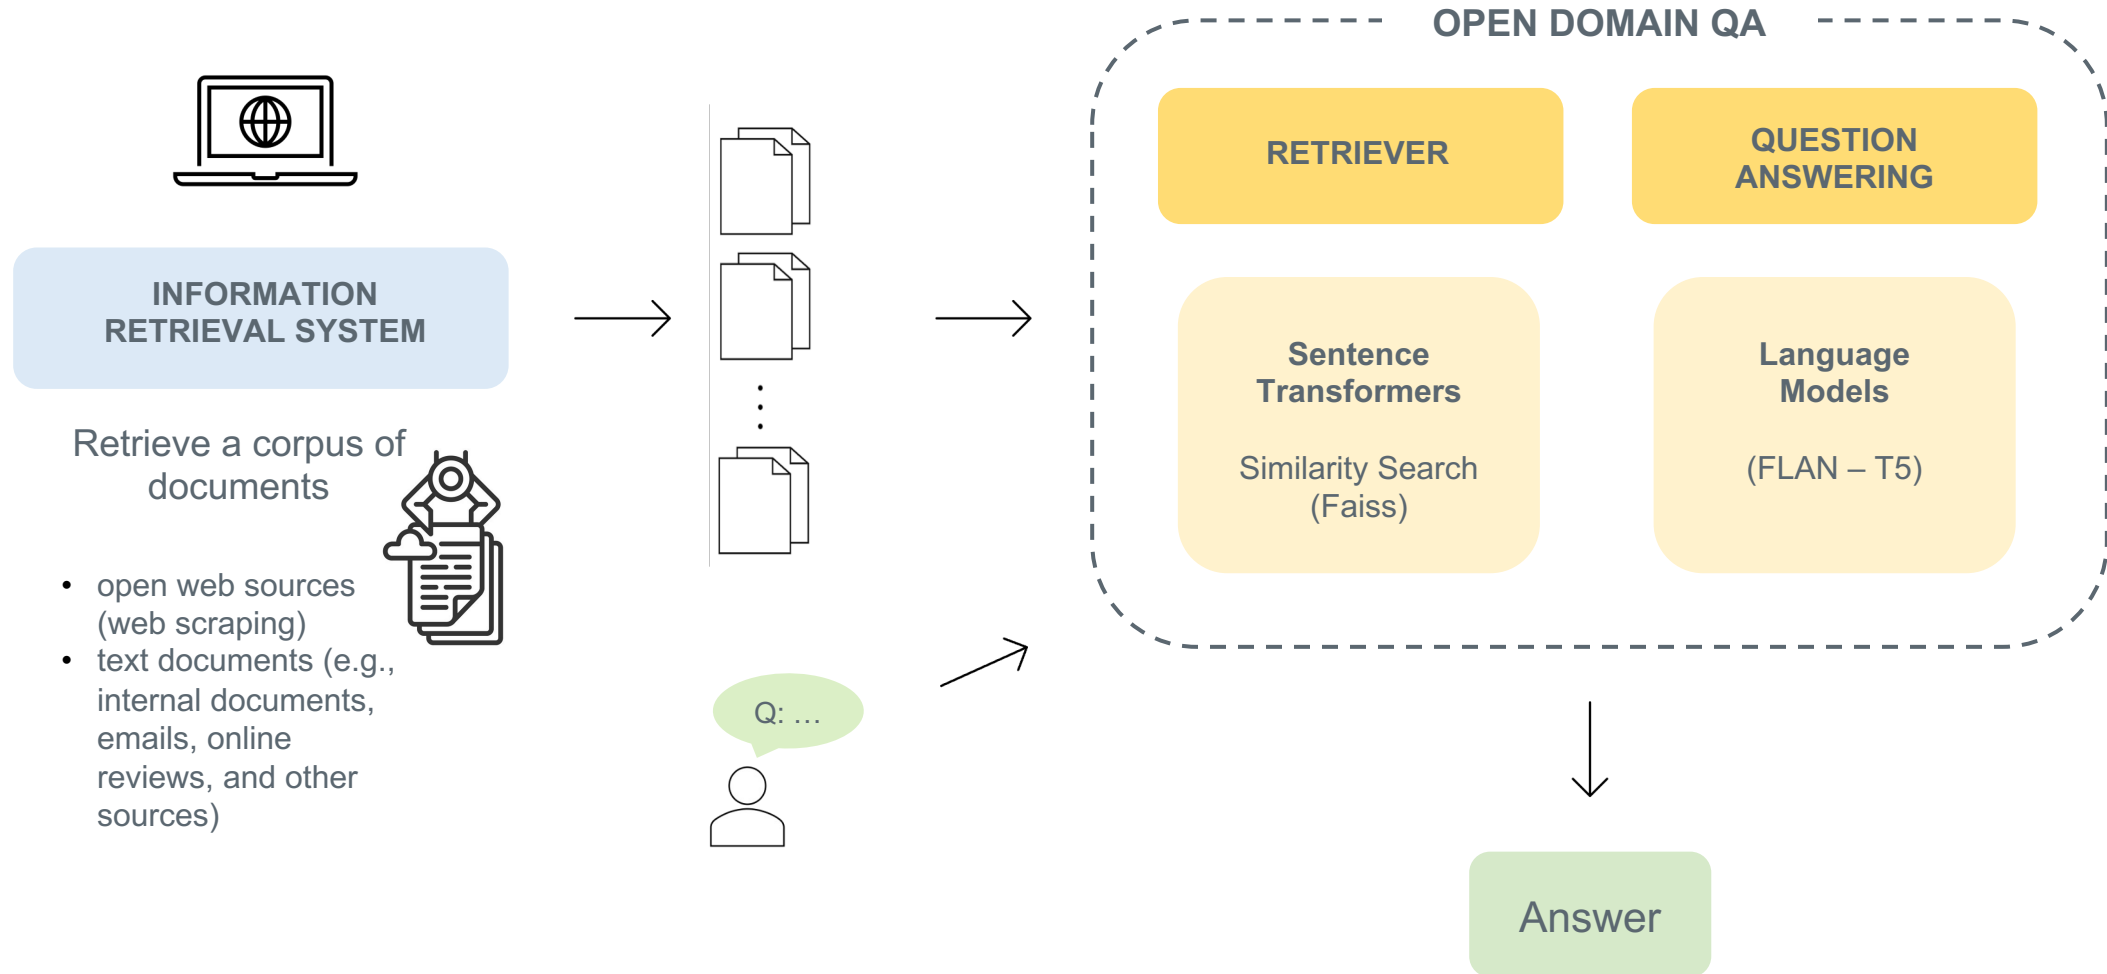 OPEN DOMAIN QA
INFORMATION
RETRIEVAL SYSTEM
Retrieve a corpus of
documents
• open web sources
(web scraping)
• text documents (e.g.,
internal documents,
emails, online
reviews, and other
sources)
Q: …
RETRIEVER
Sentence
Transformers
Similarity Search
(Faiss)
QUESTION
ANSWERING
Language
Models
(FLAN – T5)
Answer